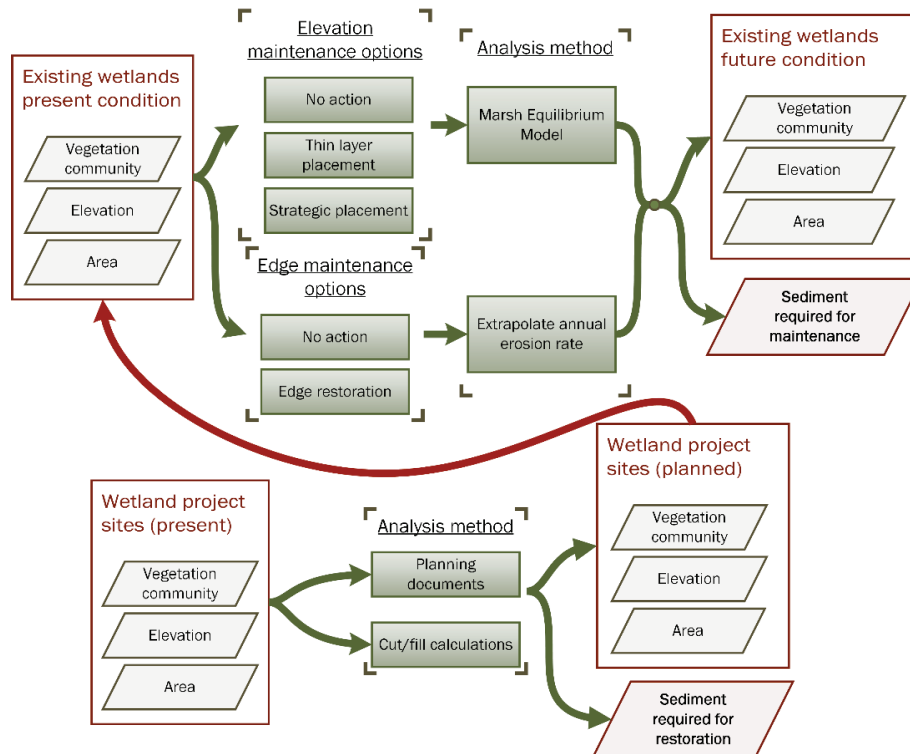 Existing wetlands
present condition
Vegetation
community
Elevation
Area
Elevation
maintenance options
No action
Thin layer
placement
Strategic placement
Edge maintenance
options
No action
Edge restoration
Analysis method
Marsh Equilibrium
Model
Extrapolate annual
erosion rate
Existing wetlands
future condition
Vegetation
community
Elevation
Area
Sediment
required for
maintenance
Wetland project
sites (present)
Vegetation
community
Elevation
Area
Analysis method
Planning
documents
Cut/fill calculations
Wetland project
sites (planned)
Vegetation
community
Elevation
Area
Sediment
required for
restoration